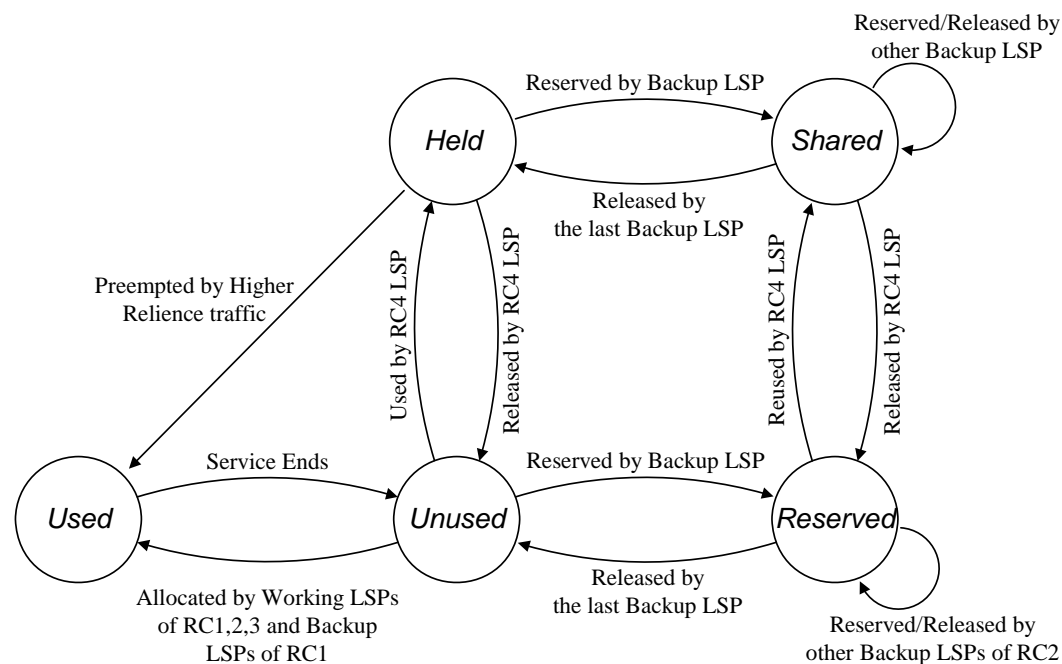 Reserved/Released by
other Backup LSP
Reserved by Backup LSP
Held
Shared
Released by
the last Backup LSP
Preempted by Higher
Relience traffic
Used by RC4 LSP
Released by RC4 LSP
Reused by RC4 LSP
Released by RC4 LSP
Service Ends
Reserved by Backup LSP
Used
Unused
Reserved
Allocated by Working LSPs
of RC1,2,3 and Backup
LSPs of RC1
Released by
the last Backup LSP
Reserved/Released by
other Backup LSPs of RC2